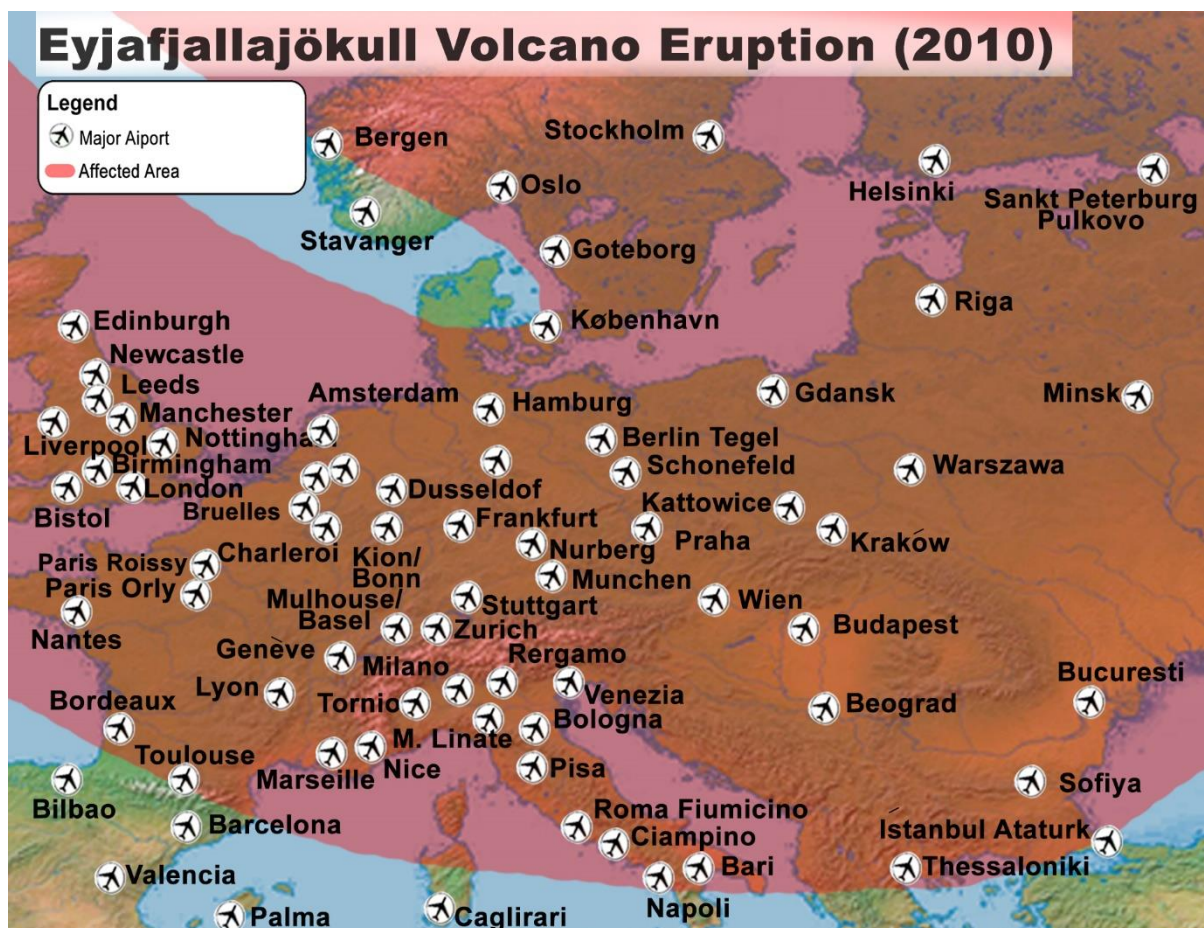 Eyjafjallajökull Volcano Eruption (2010)
Legend
Major Aiport
Affected Area
Bergen
Stockholm
Oslo
Helsinki
Sankt Peterburg
Pulkovo
Stavanger
Goteborg
Riga
Edinburgh
København
Newcastle
Leeds
Amsterdam
Hamburg
Gdansk
Minsk
Manchester
Liverpool
Nottingha
Berlin Tegel
Birmingham
Schonefeld
Warszawa
London
Dusseldof
Bistol
Bruelles
Kattowice
Frankfurt
Praha
Kraków
Charleroi
Kion/
Bonn
Nurberg
Paris Roissy
Munchen
Paris Orly
Mulhouse/
Basel
Stuttgart
Wien
Nantes
Zurich
Budapest
Genève
Milano
Rergamo
Lyon
Tornio
Venezia
Bucuresti
Bordeaux
Beograd
Bologna
M. Linate
Toulouse
Marseille
Nice
Pisa
Sofiya
Bilbao
Barcelona
Roma Fiumicino
Ciampino
İstanbul Ataturk
Valencia
Bari
Thessaloniki
Palma
Caglirari
Napoli